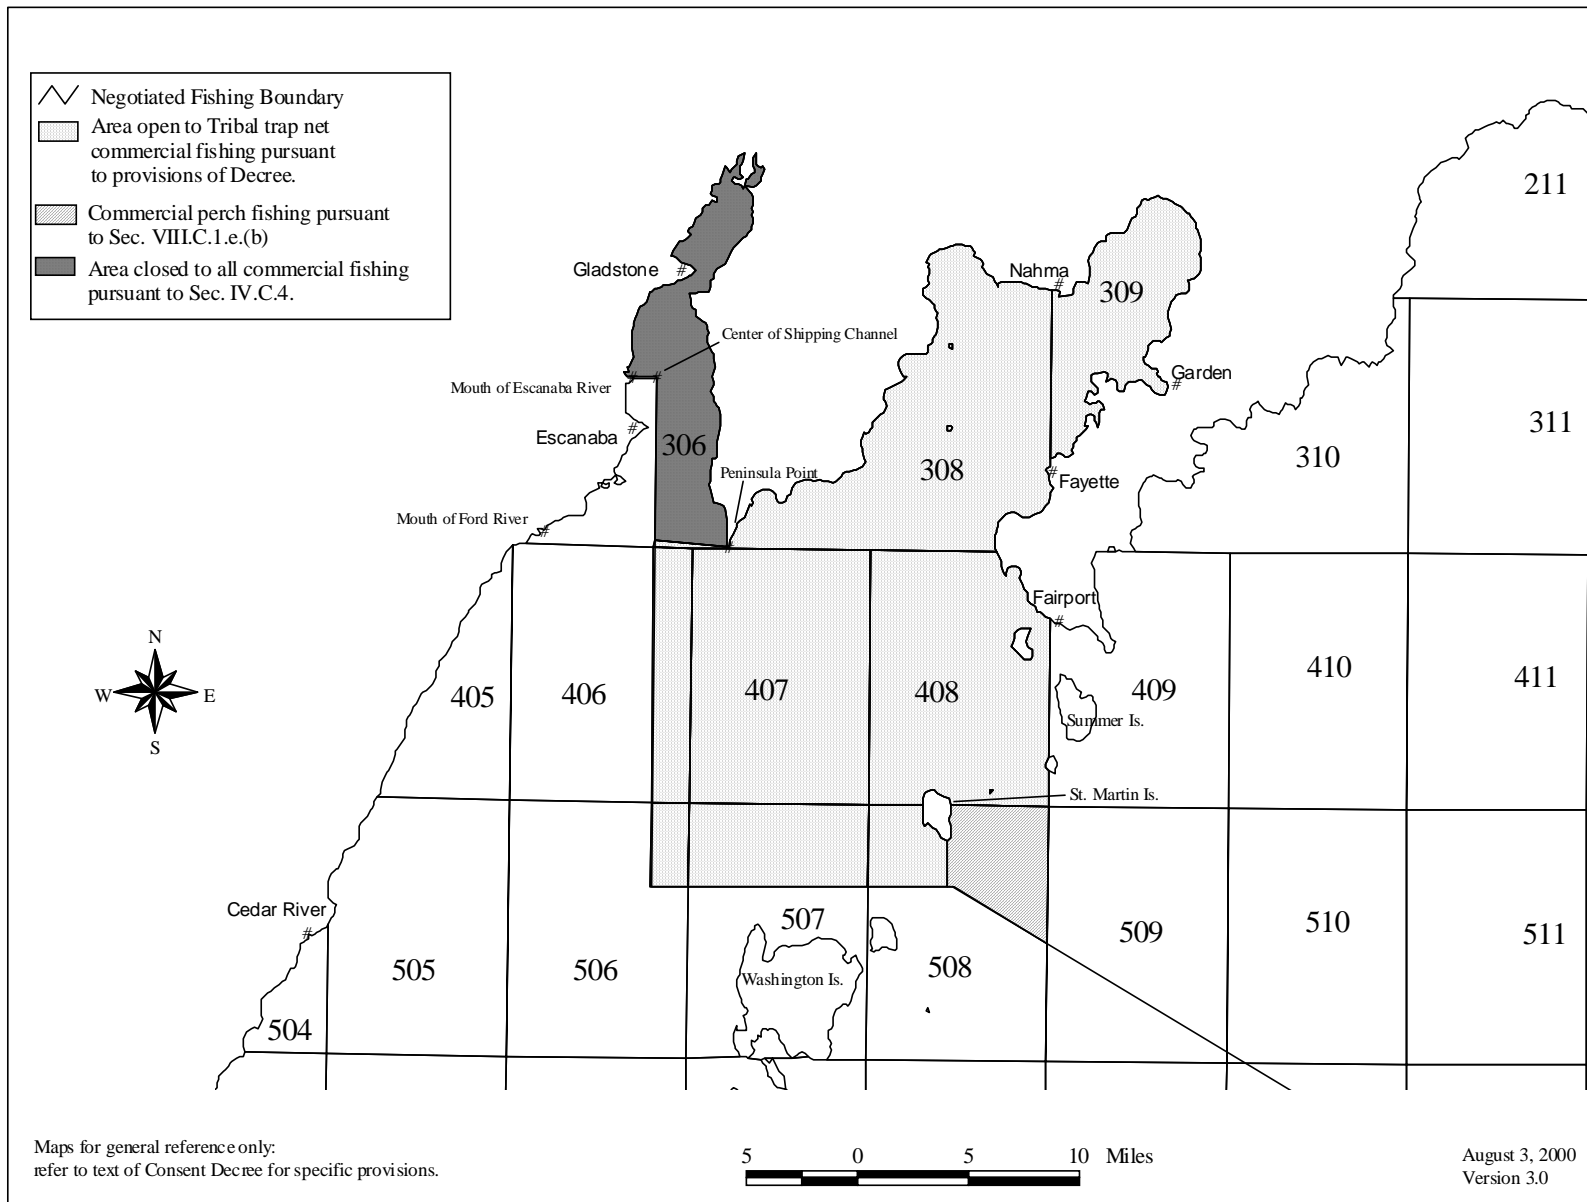 Negotiated Fishing Boundary
Area open to Tribal trap net
commercial fishing pursuant
to provisions of Decree.
Commercial perch fishing pursuant
to Sec. VIII.C.1.e.(b)
Area closed to all commercial fishing
pursuant to Sec. IV.C.4.
211
Gladstone #
Nahma
#
309
Center of Shipping Channel
# #
Mouth of Escanaba River
Garden
#
Escanaba #
306
311
310
Peninsula Point
308
#
Fayette
Mouth of Ford River #
#
Fairport
#
N
W E
S
405
406
407
408
409
410
411
Summer Is.
St. Martin Is.
Cedar River
#
507
509
510
511
505
506
Washington Is.
508
504
Maps for general reference only:
refer to text of Consent Decree for specific provisions.
5 0 5 10 Miles
August 3, 2000
Version 3.0